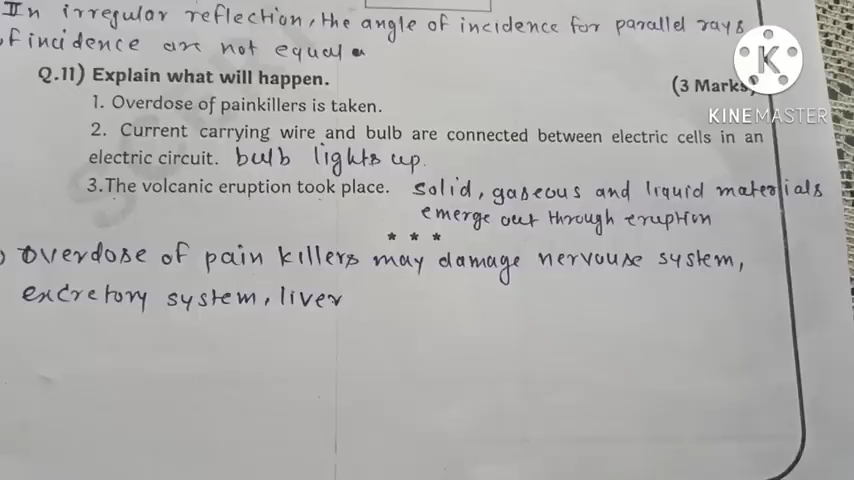 In irregular reflection, the angle of incidence for parallel rays
of incidence are not equal
Q.11) Explain what will happen. (3 Marks)
1. Overdose of painkillers is taken.
2. Current carrying wire and bulb are connected between electric cells in an
electric circuit. bulb lights up.
3.The volcanic eruption took place. solid, gaseous and liquid materials
emerge out through eruption
* * *
overdose of pain killers may damage nervouse system,
excretory system, liver
K
KINEMASTER